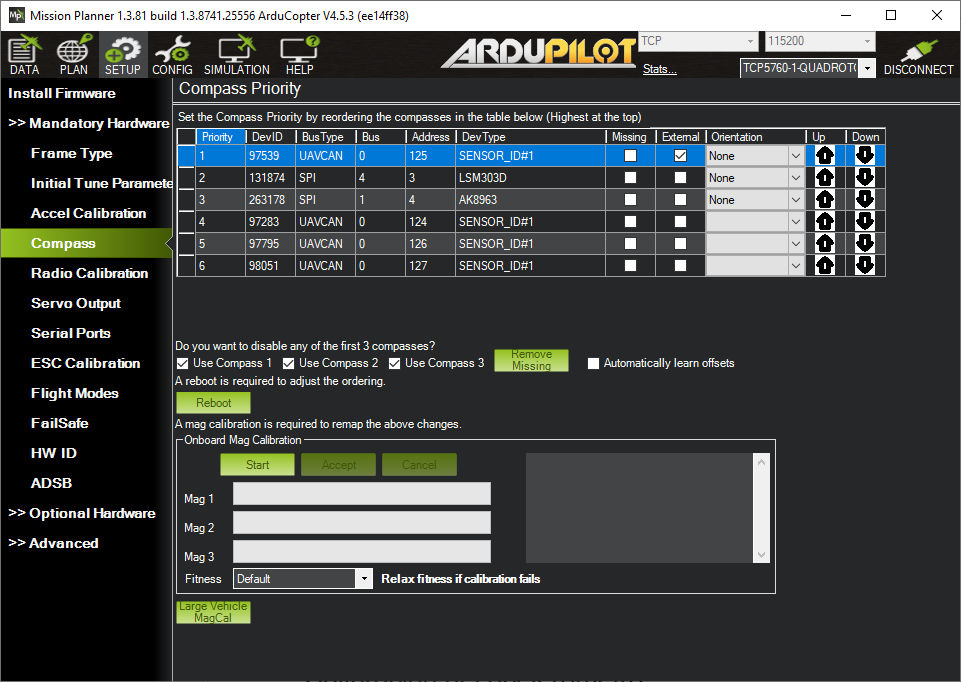 Mission Planner 1.3.81 build 1.3.8741.25556 ArduCopter V4.5.3 (ee14ff38)
DATA PLAN SETUP CONFIG SIMULATION HELP
ARDUPILOT
TCP 115200
Stats... TCP5760-1-QUADROTO DISCONNECT
Install Firmware
>> Mandatory Hardware
Frame Type
Initial Tune Paramete
Accel Calibration
Compass
Radio Calibration
Servo Output
Serial Ports
ESC Calibration
Flight Modes
FailSafe
HW ID
ADSB
>> Optional Hardware
>> Advanced
Compass Priority
Set the Compass Priority by reordering the compasses in the table below (Highest at the top)
Priority DevID BusType Bus Address DevType Missing External Orientation Up Down
1 97539 UAVCAN 0 125 SENSOR_ID#1 None
2 131874 SPI 4 3 LSM303D None
3 263178 SPI 1 4 AK8963 None
4 97283 UAVCAN 0 124 SENSOR_ID#1
5 97795 UAVCAN 0 126 SENSOR_ID#1
6 98051 UAVCAN 0 127 SENSOR_ID#1
Do you want to disable any of the first 3 compasses?
Use Compass 1 Use Compass 2 Use Compass 3 Remove Missing Automatically learn offsets
A reboot is required to adjust the ordering.
Reboot
A mag calibration is required to remap the above changes.
Onboard Mag Calibration
Start Accept Cancel
Mag 1
Mag 2
Mag 3
Fitness Default Relax fitness if calibration fails
Large Vehicle
MagCal